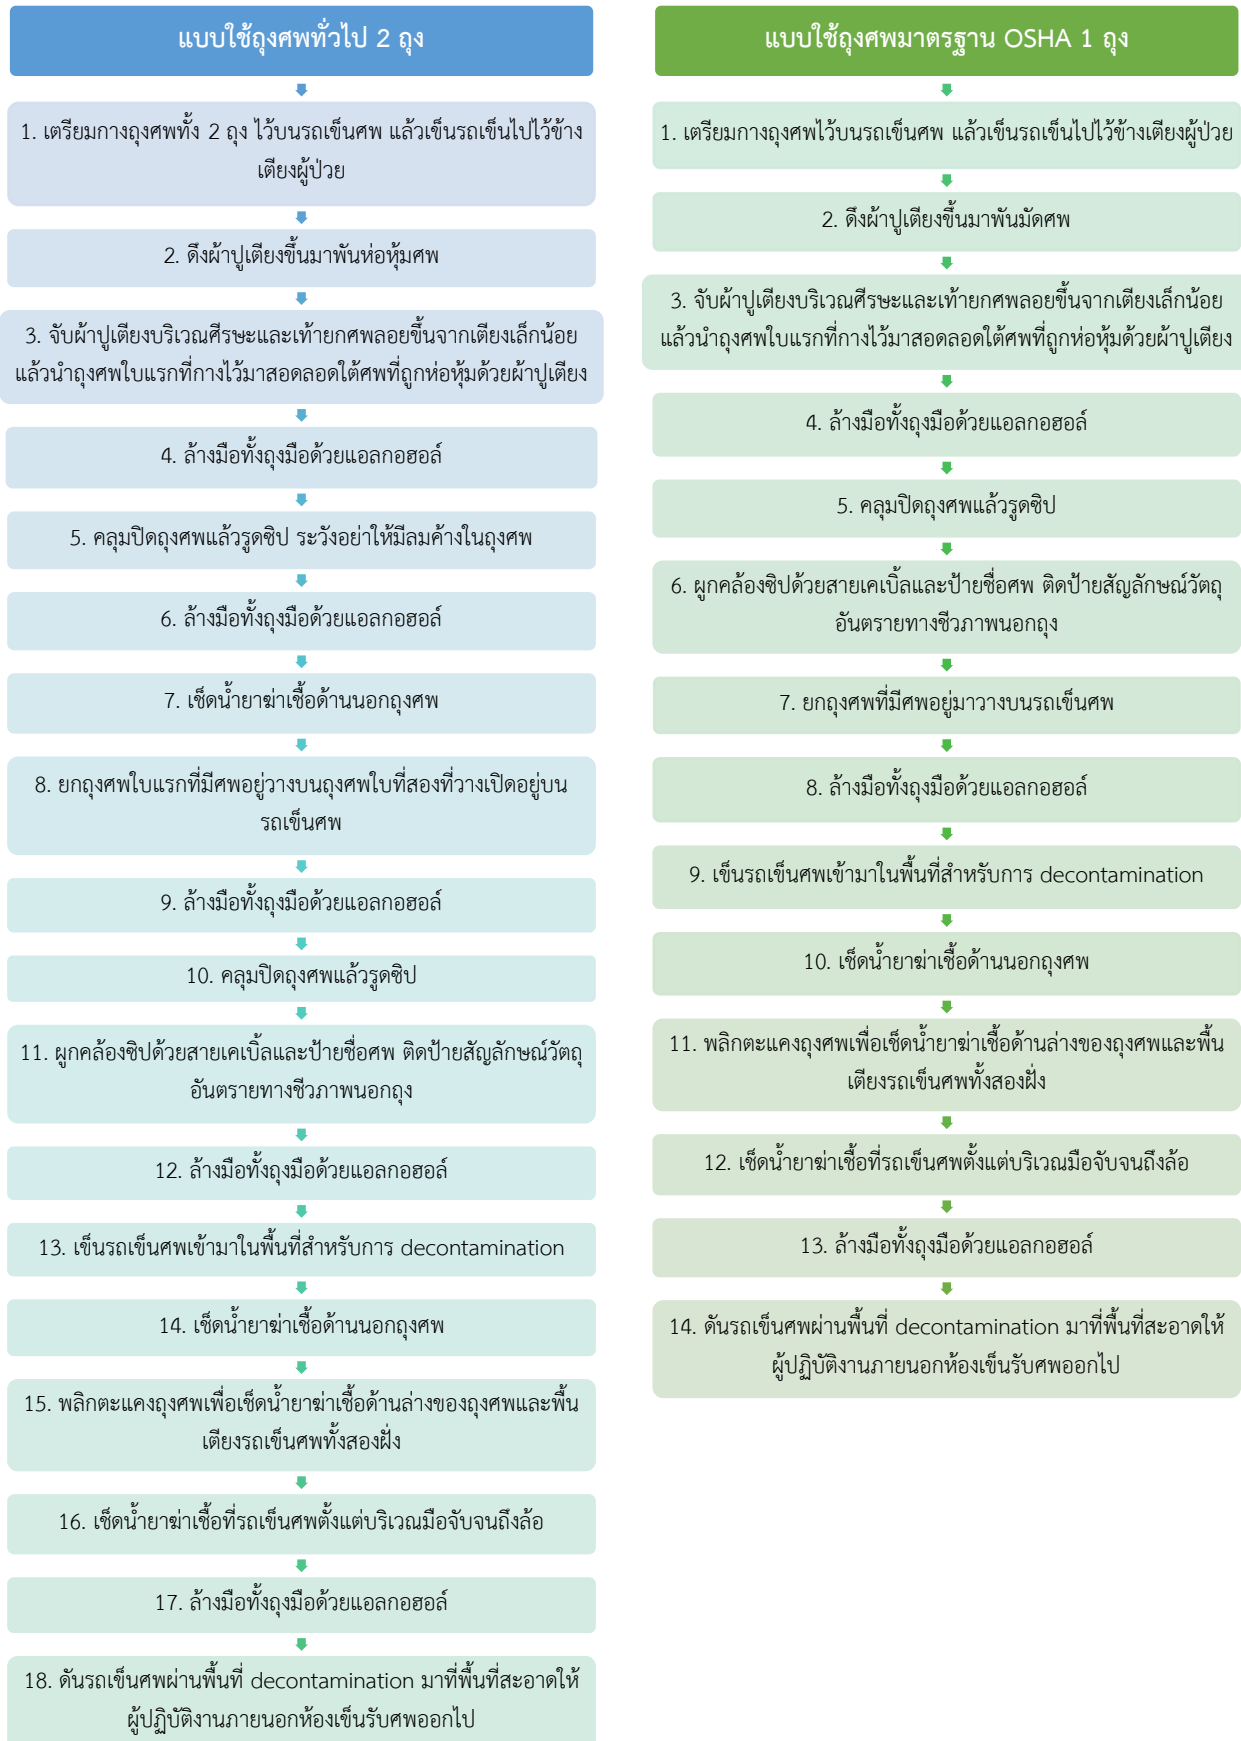 แบบใช้ถุงศพทั่วไป 2 ถุง
1. เตรียมกางถุงศพทั้ง 2 ถุง ไว้บนรถเข็นศพ แล้วเข็นรถเข็นไปไว้ข้าง
เตียงผู้ป่วย
2. ดึงผ้าปูเตียงขึ้นมาพันห่อหุ้มศพ
3. จับผ้าปูเตียงบริเวณศีรษะและเท้ายกศพลอยขึ้นจากเตียงเล็กน้อย
แล้วนำถุงศพใบแรกที่กางไว้มาสอดลอดใต้ศพที่ถูกห่อหุ้มด้วยผ้าปูเตียง
4. ล้างมือทั้งถุงมือด้วยแอลกอฮอล์
5. คลุมปิดถุงศพแล้วรูดซิป ระวังอย่าให้มีลมค้างในถุงศพ
6. ล้างมือทั้งถุงมือด้วยแอลกอฮอล์
7. เช็ดน้ำยาฆ่าเชื้อด้านนอกถุงศพ
8. ยกถุงศพใบแรกที่มีศพอยู่วางบนถุงศพใบที่สองที่วางเปิดอยู่บน
รถเข็นศพ
9. ล้างมือทั้งถุงมือด้วยแอลกอฮอล์
10. คลุมปิดถุงศพแล้วรูดซิป
11. ผูกคล้องซิปด้วยสายเคเบิ้ลและป้ายชื่อศพ ติดป้ายสัญลักษณ์วัตถุ
อันตรายทางชีวภาพนอกถุง
12. ล้างมือทั้งถุงมือด้วยแอลกอฮอล์
13. เข็นรถเข็นศพเข้ามาในพื้นที่สำหรับการ decontamination
14. เช็ดน้ำยาฆ่าเชื้อด้านนอกถุงศพ
15. พลิกตะแคงถุงศพเพื่อเช็ดน้ำยาฆ่าเชื้อด้านล่างของถุงศพและพื้น
เตียงรถเข็นศพทั้งสองฝั่ง
16. เช็ดน้ำยาฆ่าเชื้อที่รถเข็นศพตั้งแต่บริเวณมือจับจนถึงล้อ
17. ล้างมือทั้งถุงมือด้วยแอลกอฮอล์
18. ดันรถเข็นศพผ่านพื้นที่ decontamination มาที่พื้นที่สะอาดให้
ผู้ปฏิบัติงานภายนอกห้องเข็นรับศพออกไป
แบบใช้ถุงศพมาตรฐาน OSHA 1 ถุง
1. เตรียมกางถุงศพไว้บนรถเข็นศพ แล้วเข็นรถเข็นไปไว้ข้างเตียงผู้ป่วย
2. ดึงผ้าปูเตียงขึ้นมาพันมัดศพ
3. จับผ้าปูเตียงบริเวณศีรษะและเท้ายกศพลอยขึ้นจากเตียงเล็กน้อย
แล้วนำถุงศพใบแรกที่กางไว้มาสอดลอดใต้ศพที่ถูกห่อหุ้มด้วยผ้าปูเตียง
4. ล้างมือทั้งถุงมือด้วยแอลกอฮอล์
5. คลุมปิดถุงศพแล้วรูดซิป
6. ผูกคล้องซิปด้วยสายเคเบิ้ลและป้ายชื่อศพ ติดป้ายสัญลักษณ์วัตถุ
อันตรายทางชีวภาพนอกถุง
7. ยกถุงศพที่มีศพอยู่มาวางบนรถเข็นศพ
8. ล้างมือทั้งถุงมือด้วยแอลกอฮอล์
9. เข็นรถเข็นศพเข้ามาในพื้นที่สำหรับการ decontamination
10. เช็ดน้ำยาฆ่าเชื้อด้านนอกถุงศพ
11. พลิกตะแคงถุงศพเพื่อเช็ดน้ำยาฆ่าเชื้อด้านล่างของถุงศพและพื้น
เตียงรถเข็นศพทั้งสองฝั่ง
12. เช็ดน้ำยาฆ่าเชื้อที่รถเข็นศพตั้งแต่บริเวณมือจับจนถึงล้อ
13. ล้างมือทั้งถุงมือด้วยแอลกอฮอล์
14. ดันรถเข็นศพผ่านพื้นที่ decontamination มาที่พื้นที่สะอาดให้
ผู้ปฏิบัติงานภายนอกห้องเข็นรับศพออกไป